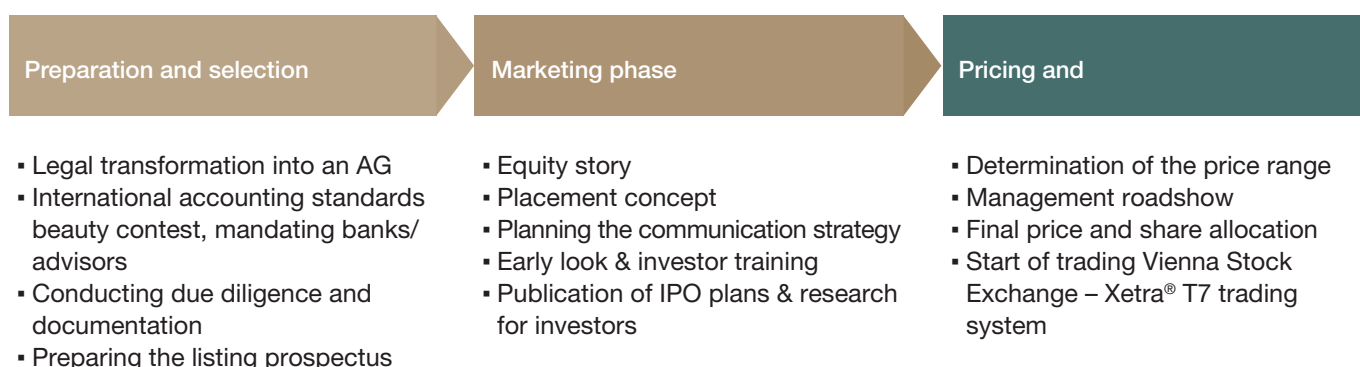 Preparation and selection
▪ Legal transformation into an AG
▪ International accounting standards
beauty contest, mandating banks/
advisors
▪ Conducting due diligence and
documentation
▪ Preparing the listing prospectus
Marketing phase
▪ Equity story
▪ Placement concept
▪ Planning the communication strategy
▪ Early look & investor training
▪ Publication of IPO plans & research
for investors
Pricing and
▪ Determination of the price range
▪ Management roadshow
▪ Final price and share allocation
▪ Start of trading Vienna Stock
Exchange – Xetra® T7 trading
system